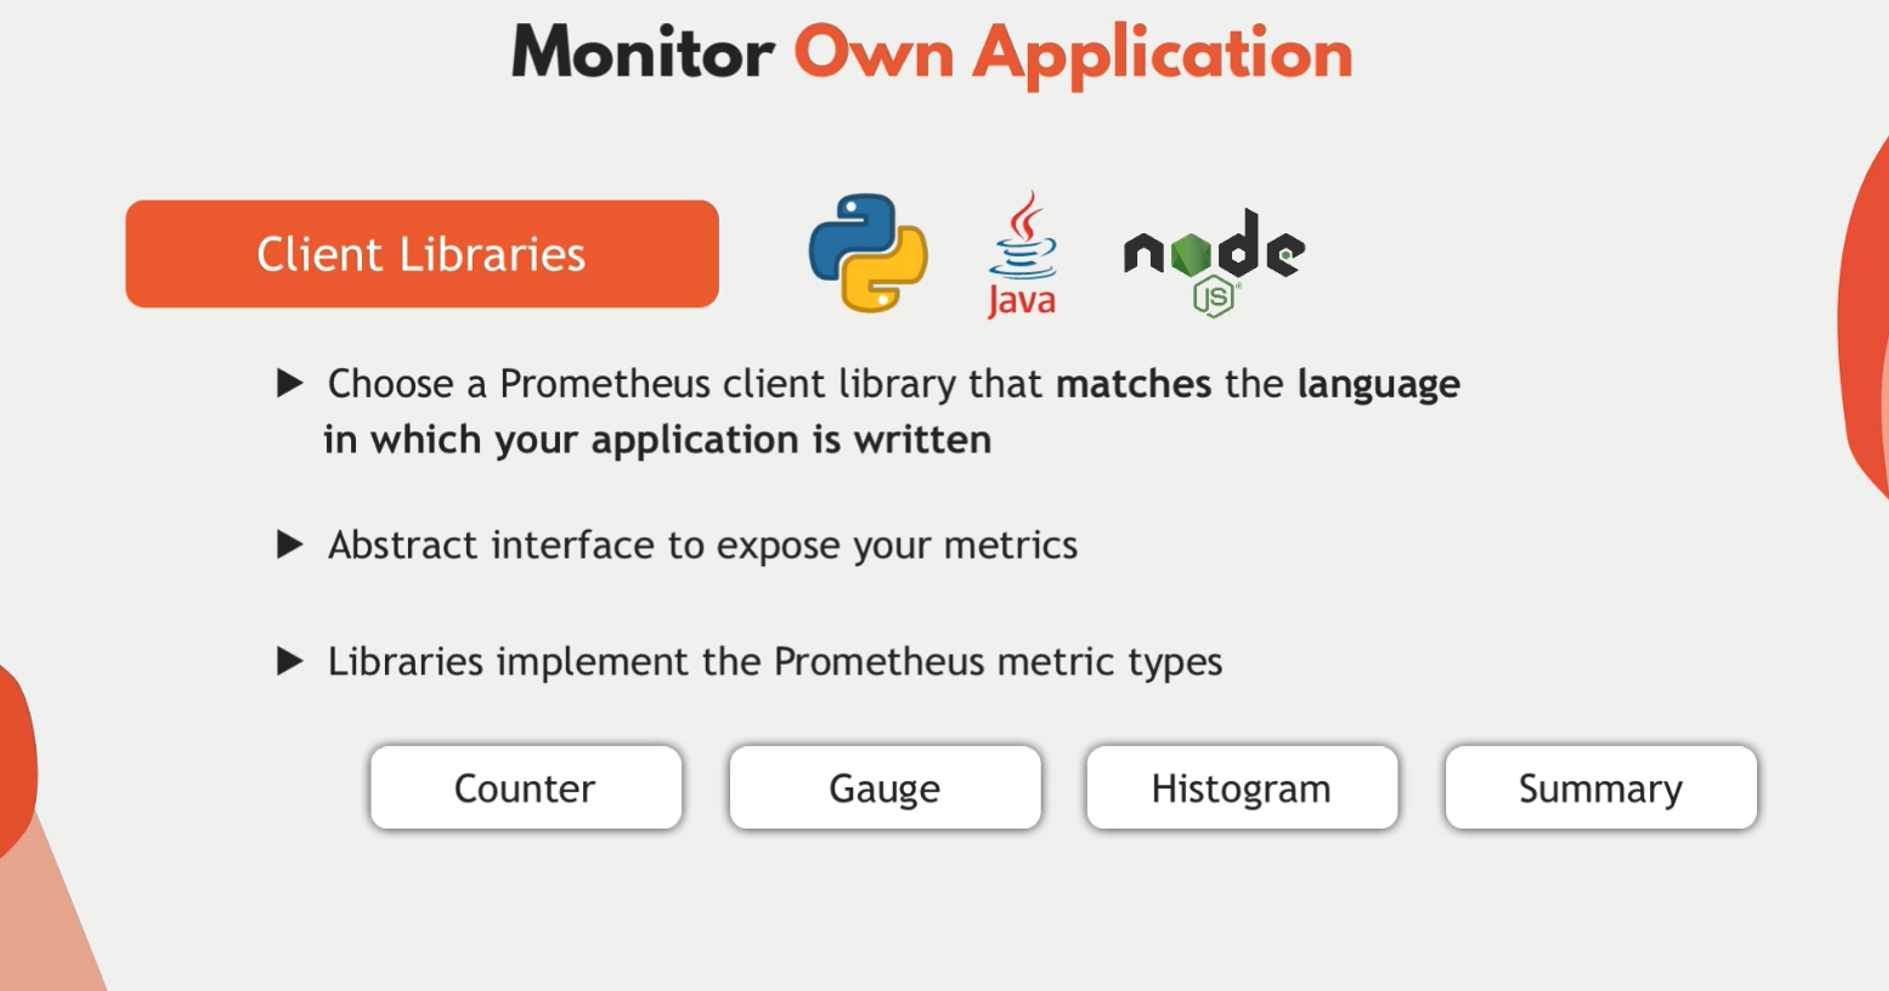 Monitor Own Application
Client Libraries
Java
node
JS
▶ Choose a Prometheus client library that matches the language
in which your application is written
▶ Abstract interface to expose your metrics
▶ Libraries implement the Prometheus metric types
Counter
Gauge
Histogram
Summary